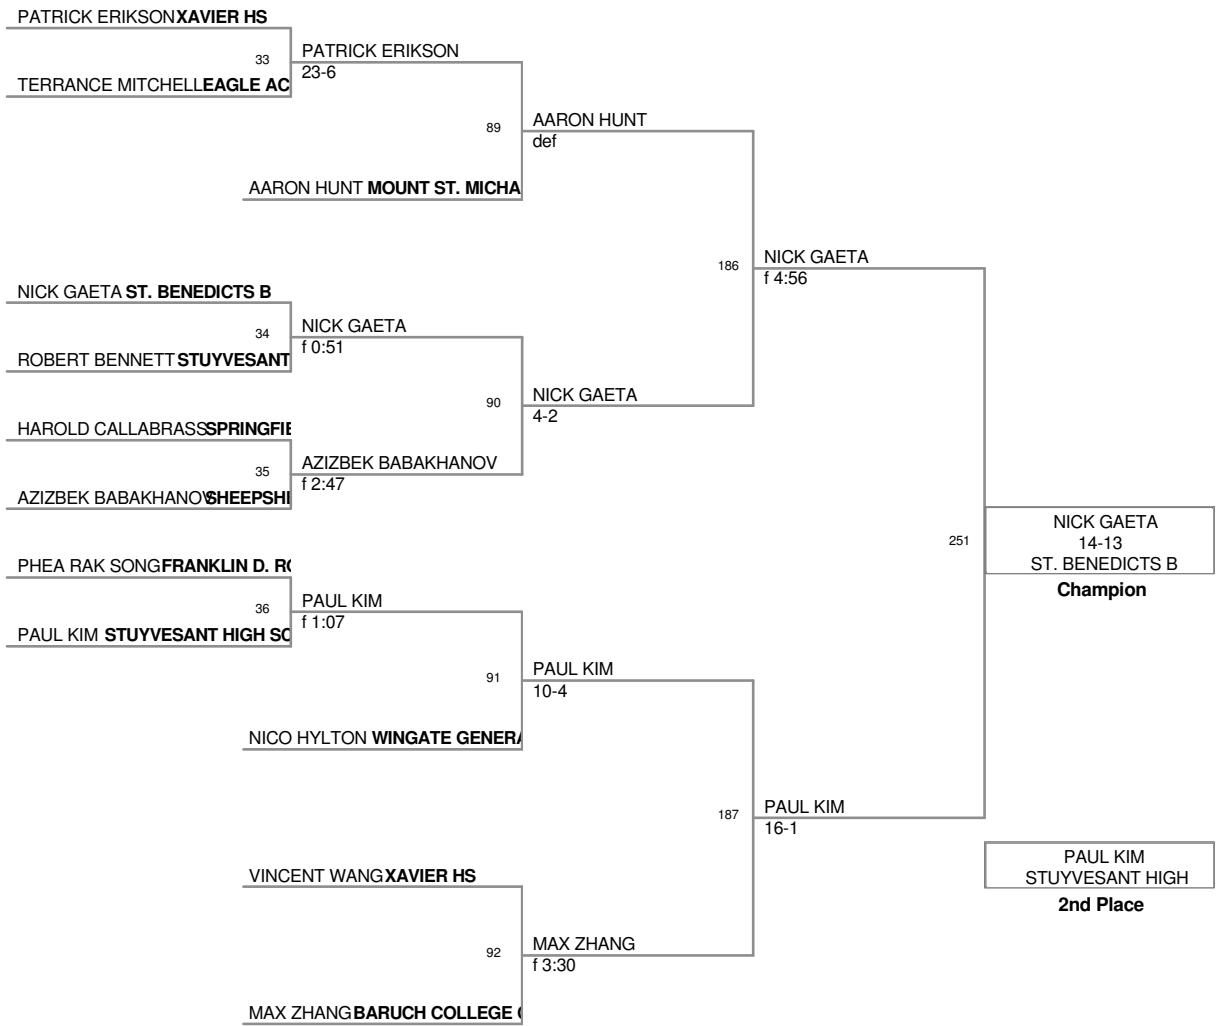 PATRICK ERIKSON XAVIER HS
33
PATRICK ERIKSON
23-6
TERRANCE MITCHELL EAGLE AC
89
AARON HUNT
def
AARON HUNT MOUNT ST. MICHA
186
NICK GAETA
f 4:56
NICK GAETA ST. BENEDICTS B
34
NICK GAETA
f 0:51
ROBERT BENNETT STUYVESANT
90
NICK GAETA
4-2
HAROLD CALLABRASS SPRINGFIE
35
AZIZBEK BABAKHANOV
f 2:47
AZIZBEK BABAKHANOV SHEEPSHE
251
NICK GAETA
14-13
ST. BENEDICTS B
Champion
PHEA RAK SONG FRANKLIN D. RO
36
PAUL KIM
f 1:07
PAUL KIM STUYVESANT HIGH SC
91
PAUL KIM
10-4
NICO HYLTON WINGATE GENERA
187
PAUL KIM
16-1
VINCENT WANG XAVIER HS
92
MAX ZHANG
f 3:30
MAX ZHANG BARUCH COLLEGE
PAUL KIM
STUYVESANT HIGH
2nd Place